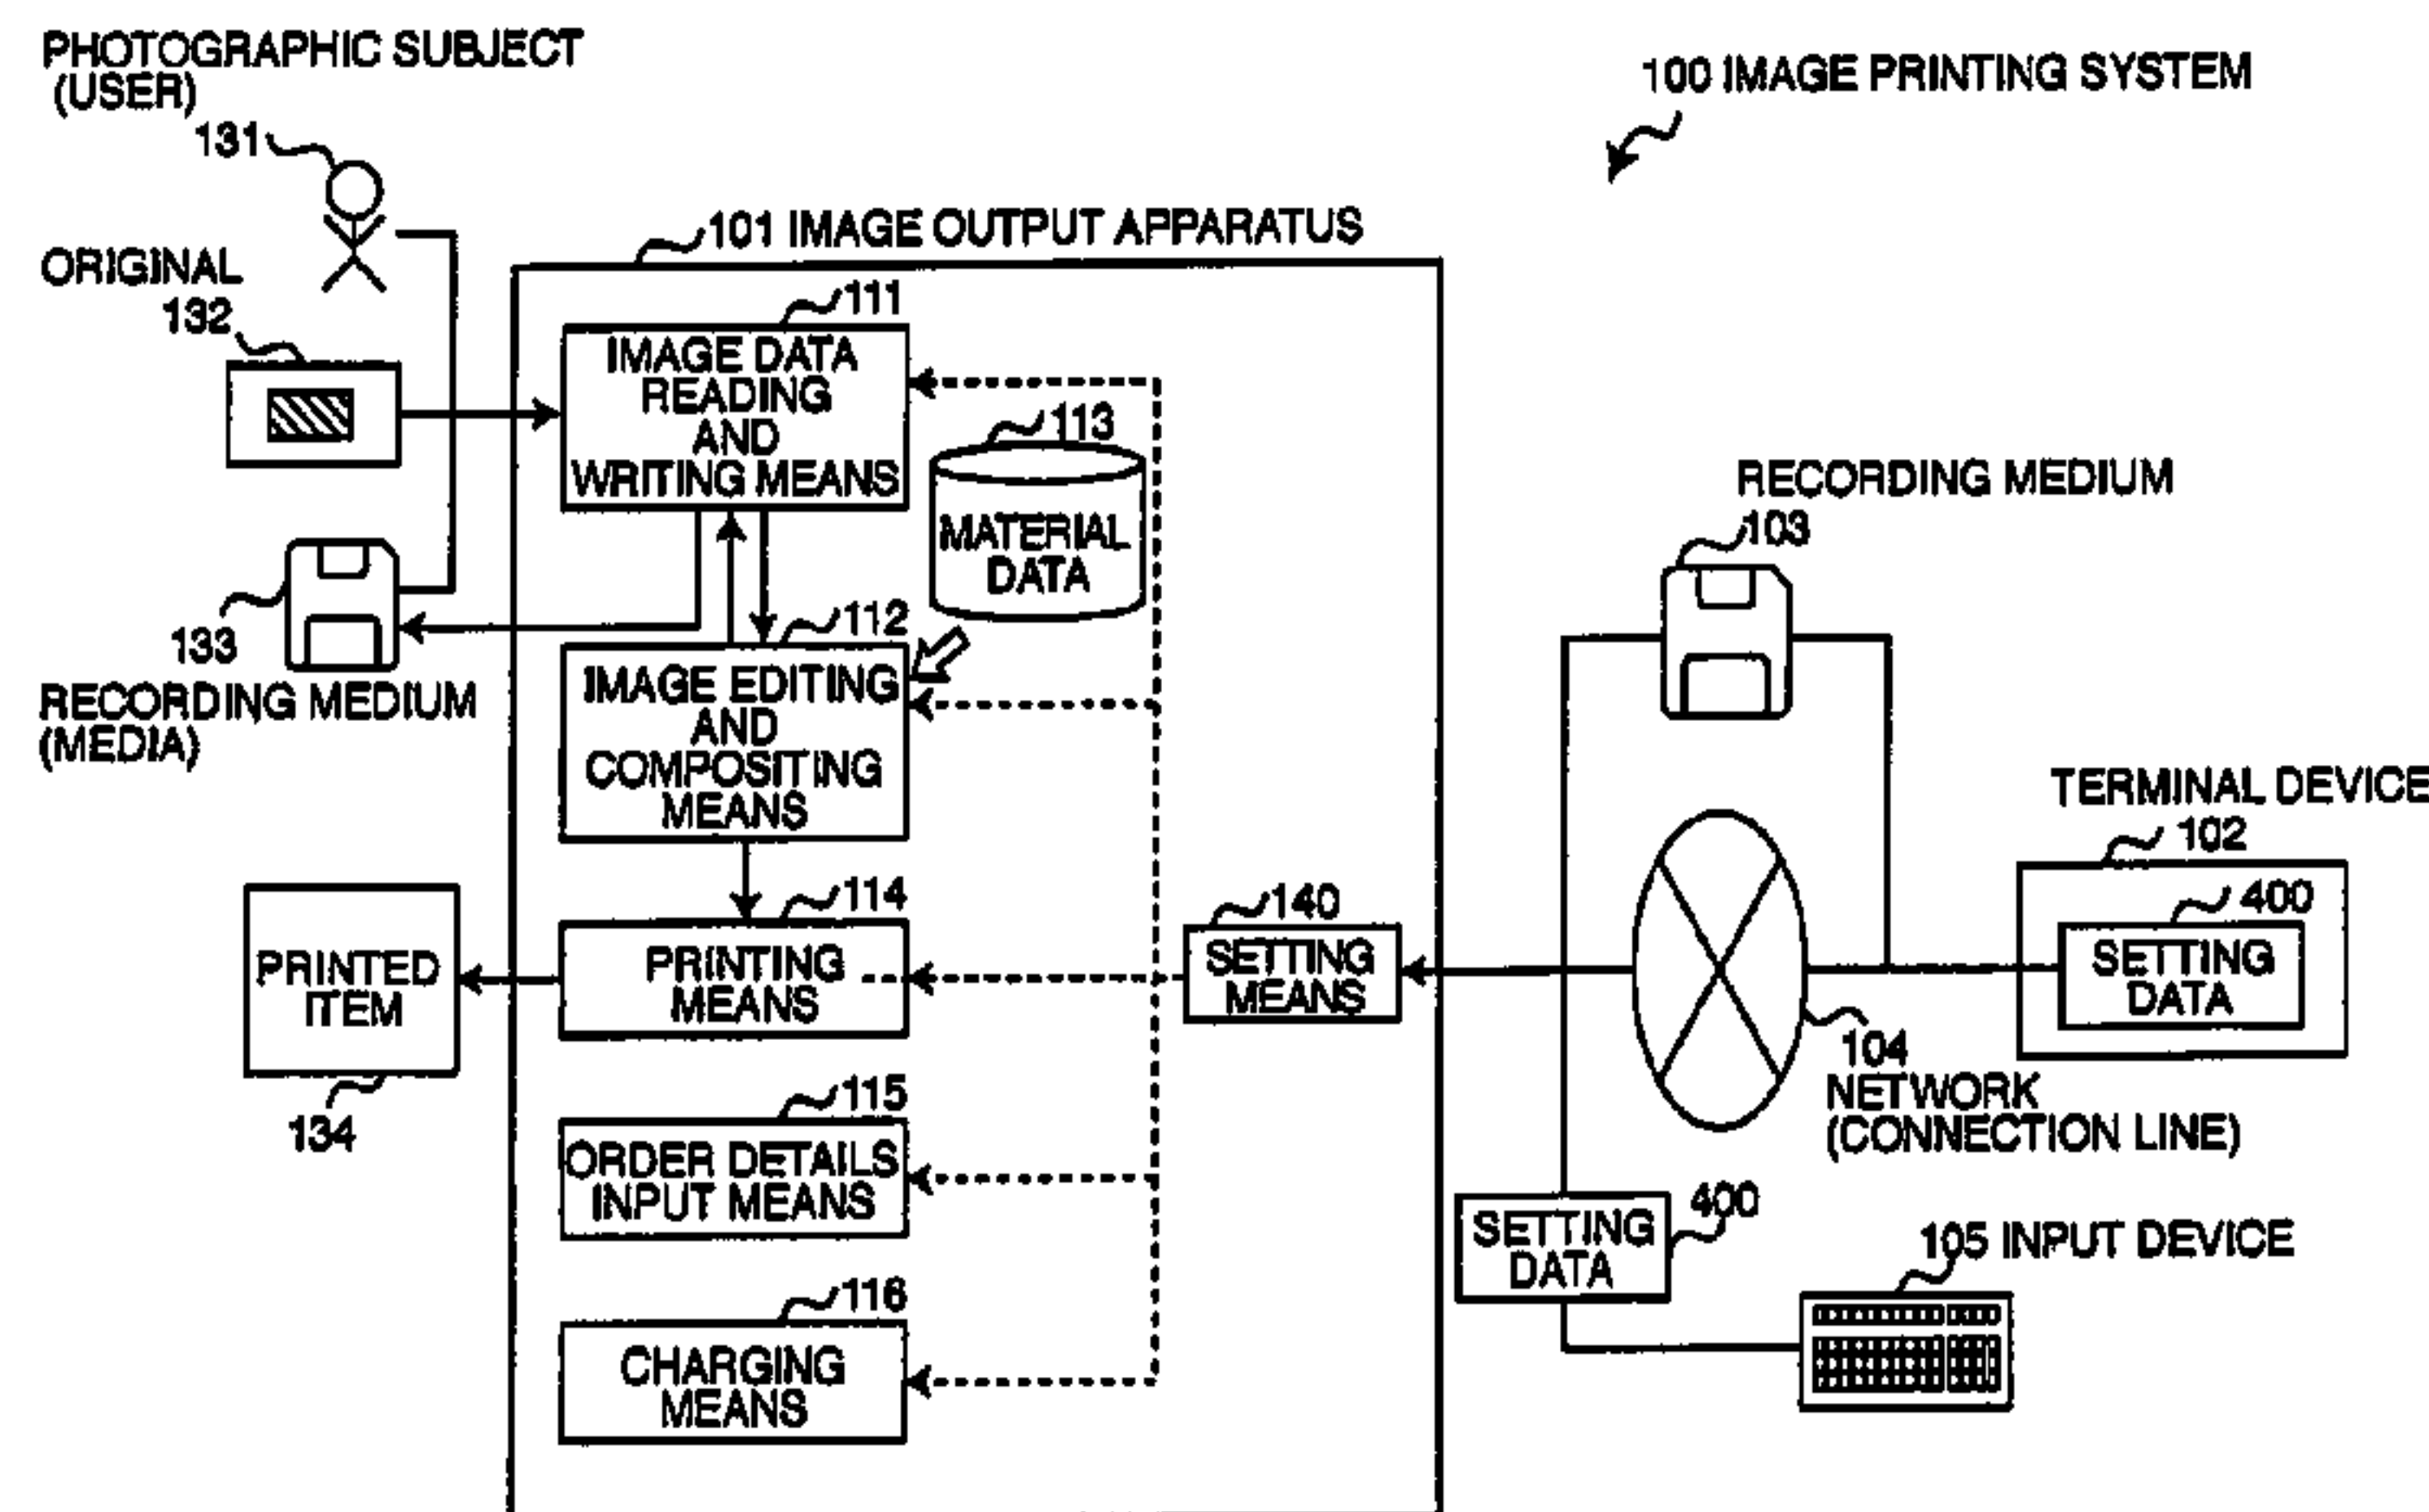 PHOTOGRAPHIC SUBJECT
(USER)
131
100 IMAGE PRINTING SYSTEM
101 IMAGE OUTPUT APPARATUS
ORIGINAL
132
111
IMAGE DATA
READING
AND
WRITING MEANS
113
MATERIAL
DATA
RECORDING MEDIUM
103
133
RECORDING MEDIUM
(MEDIA)
112
IMAGE EDITING
AND
COMPOSITING
MEANS
TERMINAL DEVICE
102
400
SETTING
DATA
114
PRINTING
MEANS
140
SETTING
MEANS
PRINTED
ITEM
134
104
NETWORK
(CONNECTION LINE)
115
ORDER DETAILS
INPUT MEANS
400
SETTING
DATA
105 INPUT DEVICE
116
CHARGING
MEANS